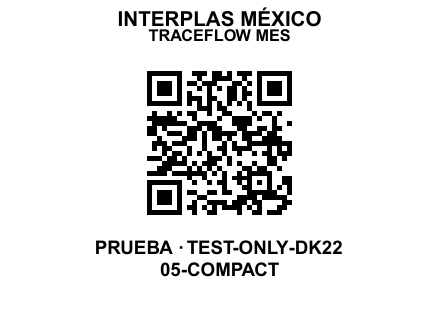 INTERPLAS MÉXICO
TRACEFLOW MES
PRUEBA · TEST-ONLY-DK22
05-COMPACT